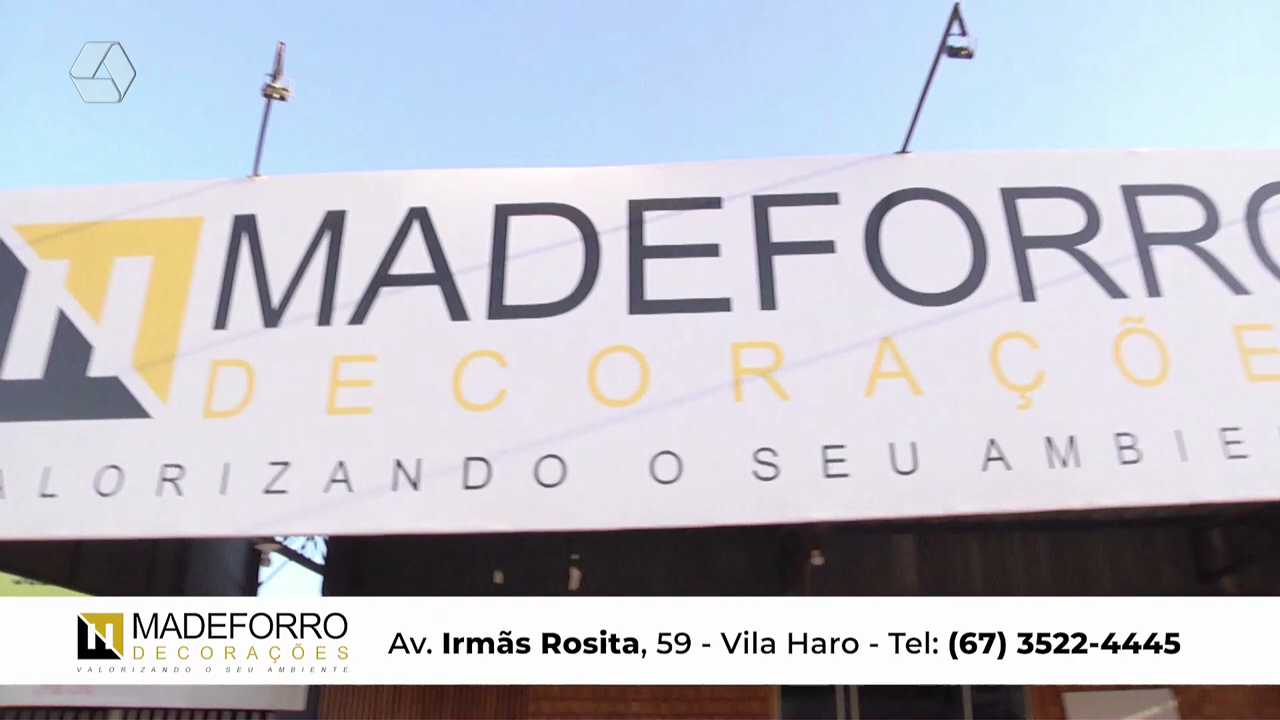 MADEFORRO
DECORAÇÕE
VALORIZANDO O SEU AMBIE
MADEFORRO
DECORAÇÕES
VALORIZANDO O SEU AMBIENTE
Av. Irmãs Rosita, 59 - Vila Haro - Tel: (67) 3522-4445